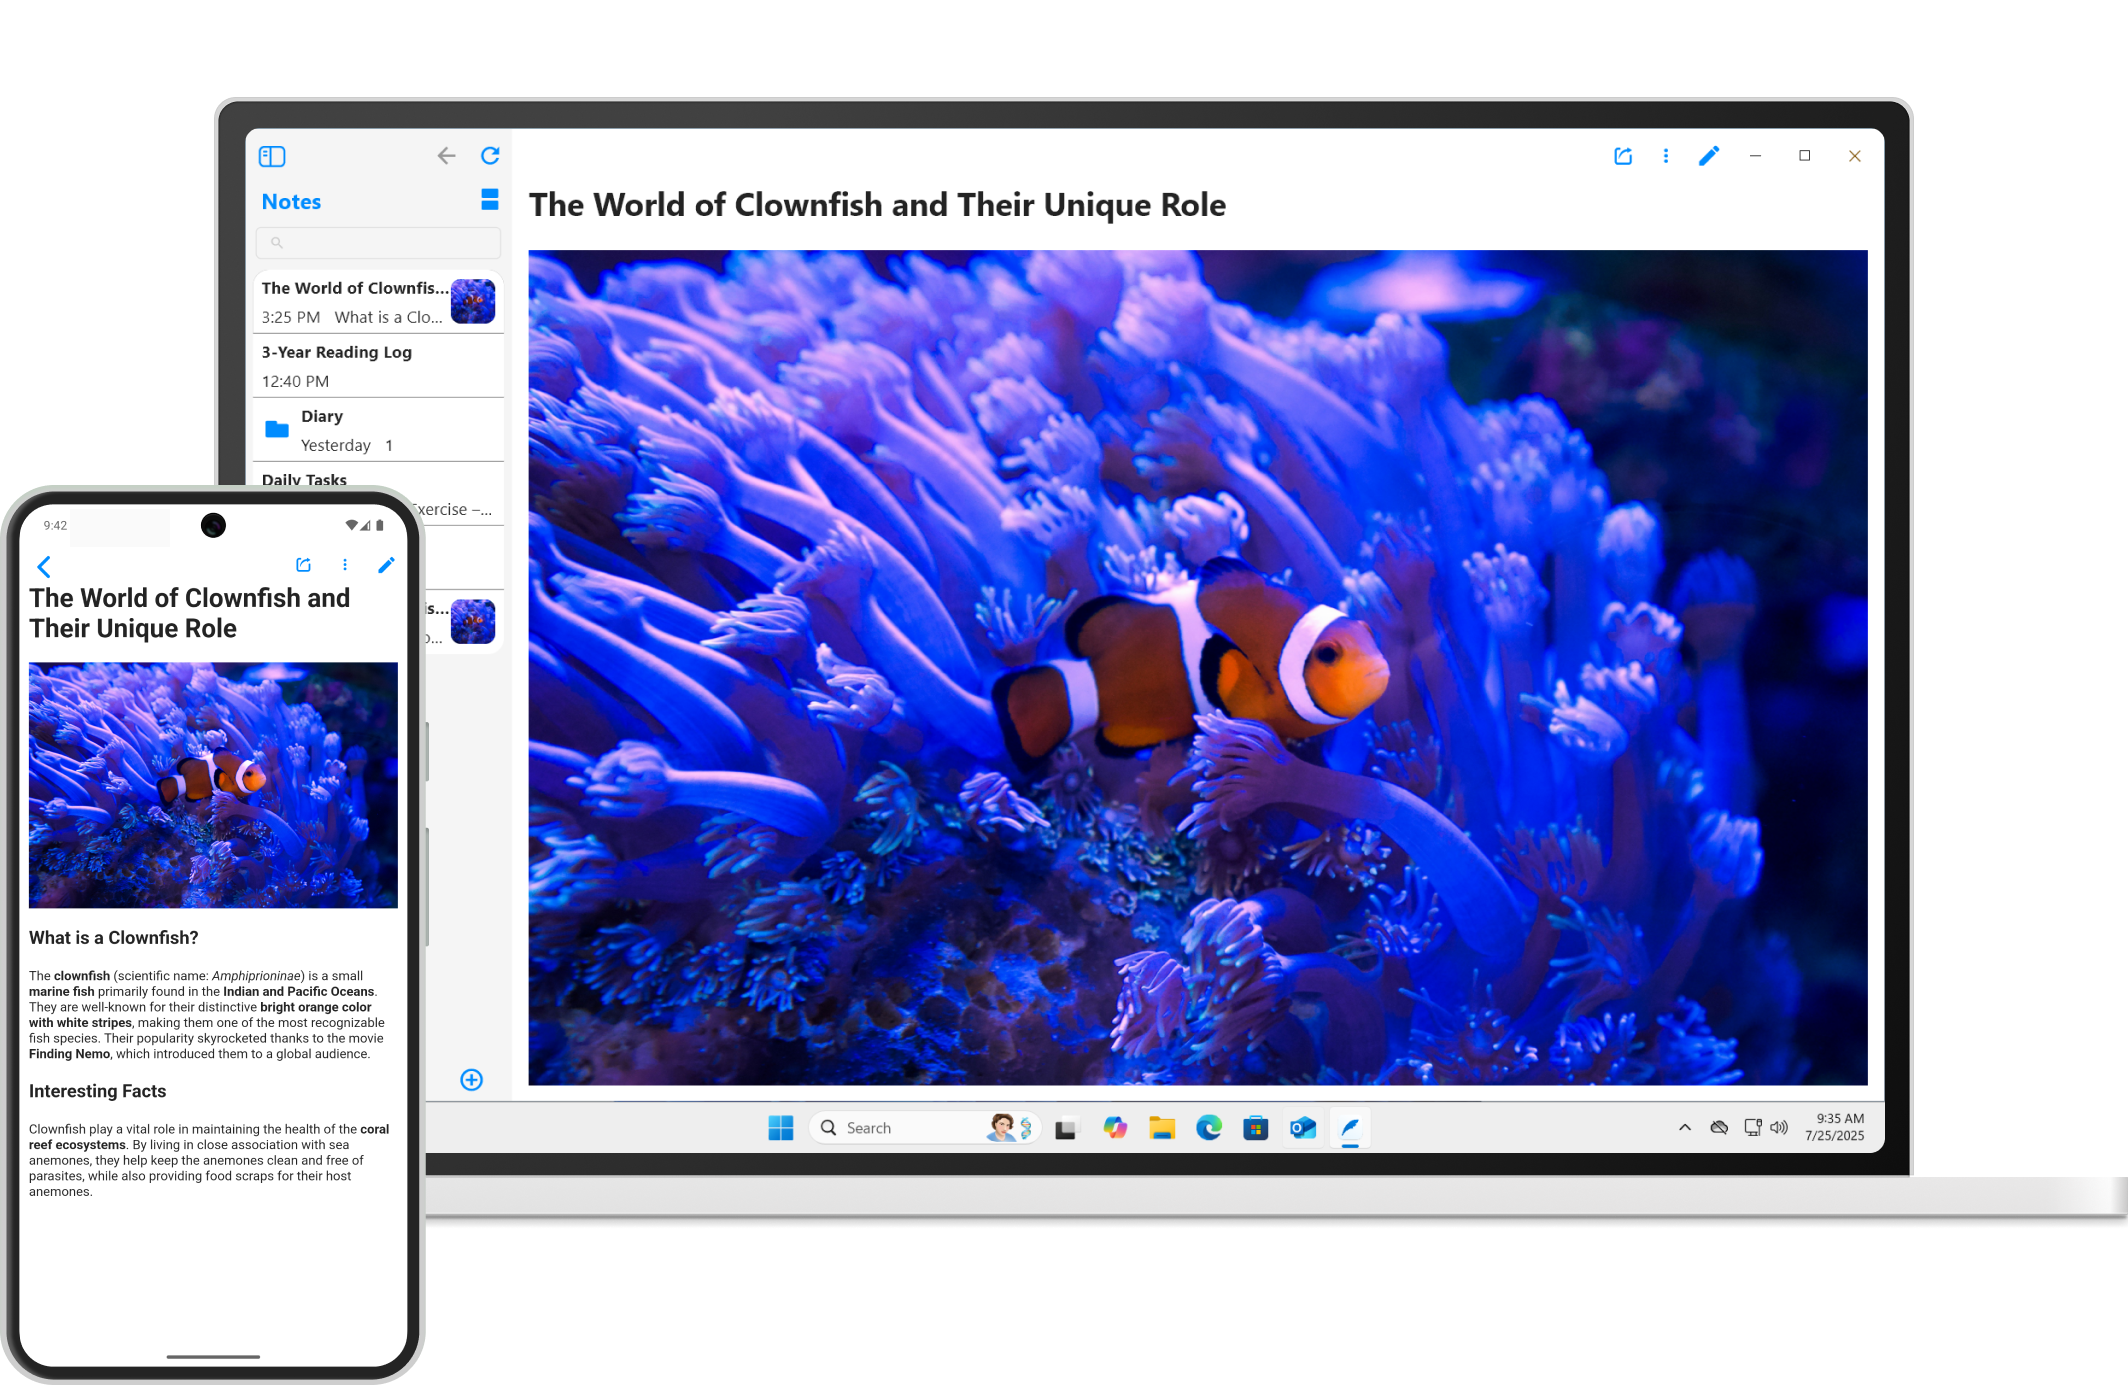 Notes
The World of Clownfis...
3:25 PM What is a Clo...
3-Year Reading Log
12:40 PM
Diary
Yesterday 1
Daily Tasks
Exercise –...
is...
o...
The World of Clownfish and Their Unique Role
Search
9:35 AM
7/25/2025
9:42
The World of Clownfish and
Their Unique Role
What is a Clownfish?
The clownfish (scientific name: Amphiprioninae) is a small
marine fish primarily found in the Indian and Pacific Oceans.
They are well-known for their distinctive bright orange color
with white stripes, making them one of the most recognizable
fish species. Their popularity skyrocketed thanks to the movie
Finding Nemo, which introduced them to a global audience.
Interesting Facts
Clownfish play a vital role in maintaining the health of the coral
reef ecosystems. By living in close association with sea
anemones, they help keep the anemones clean and free of
parasites, while also providing food scraps for their host
anemones.